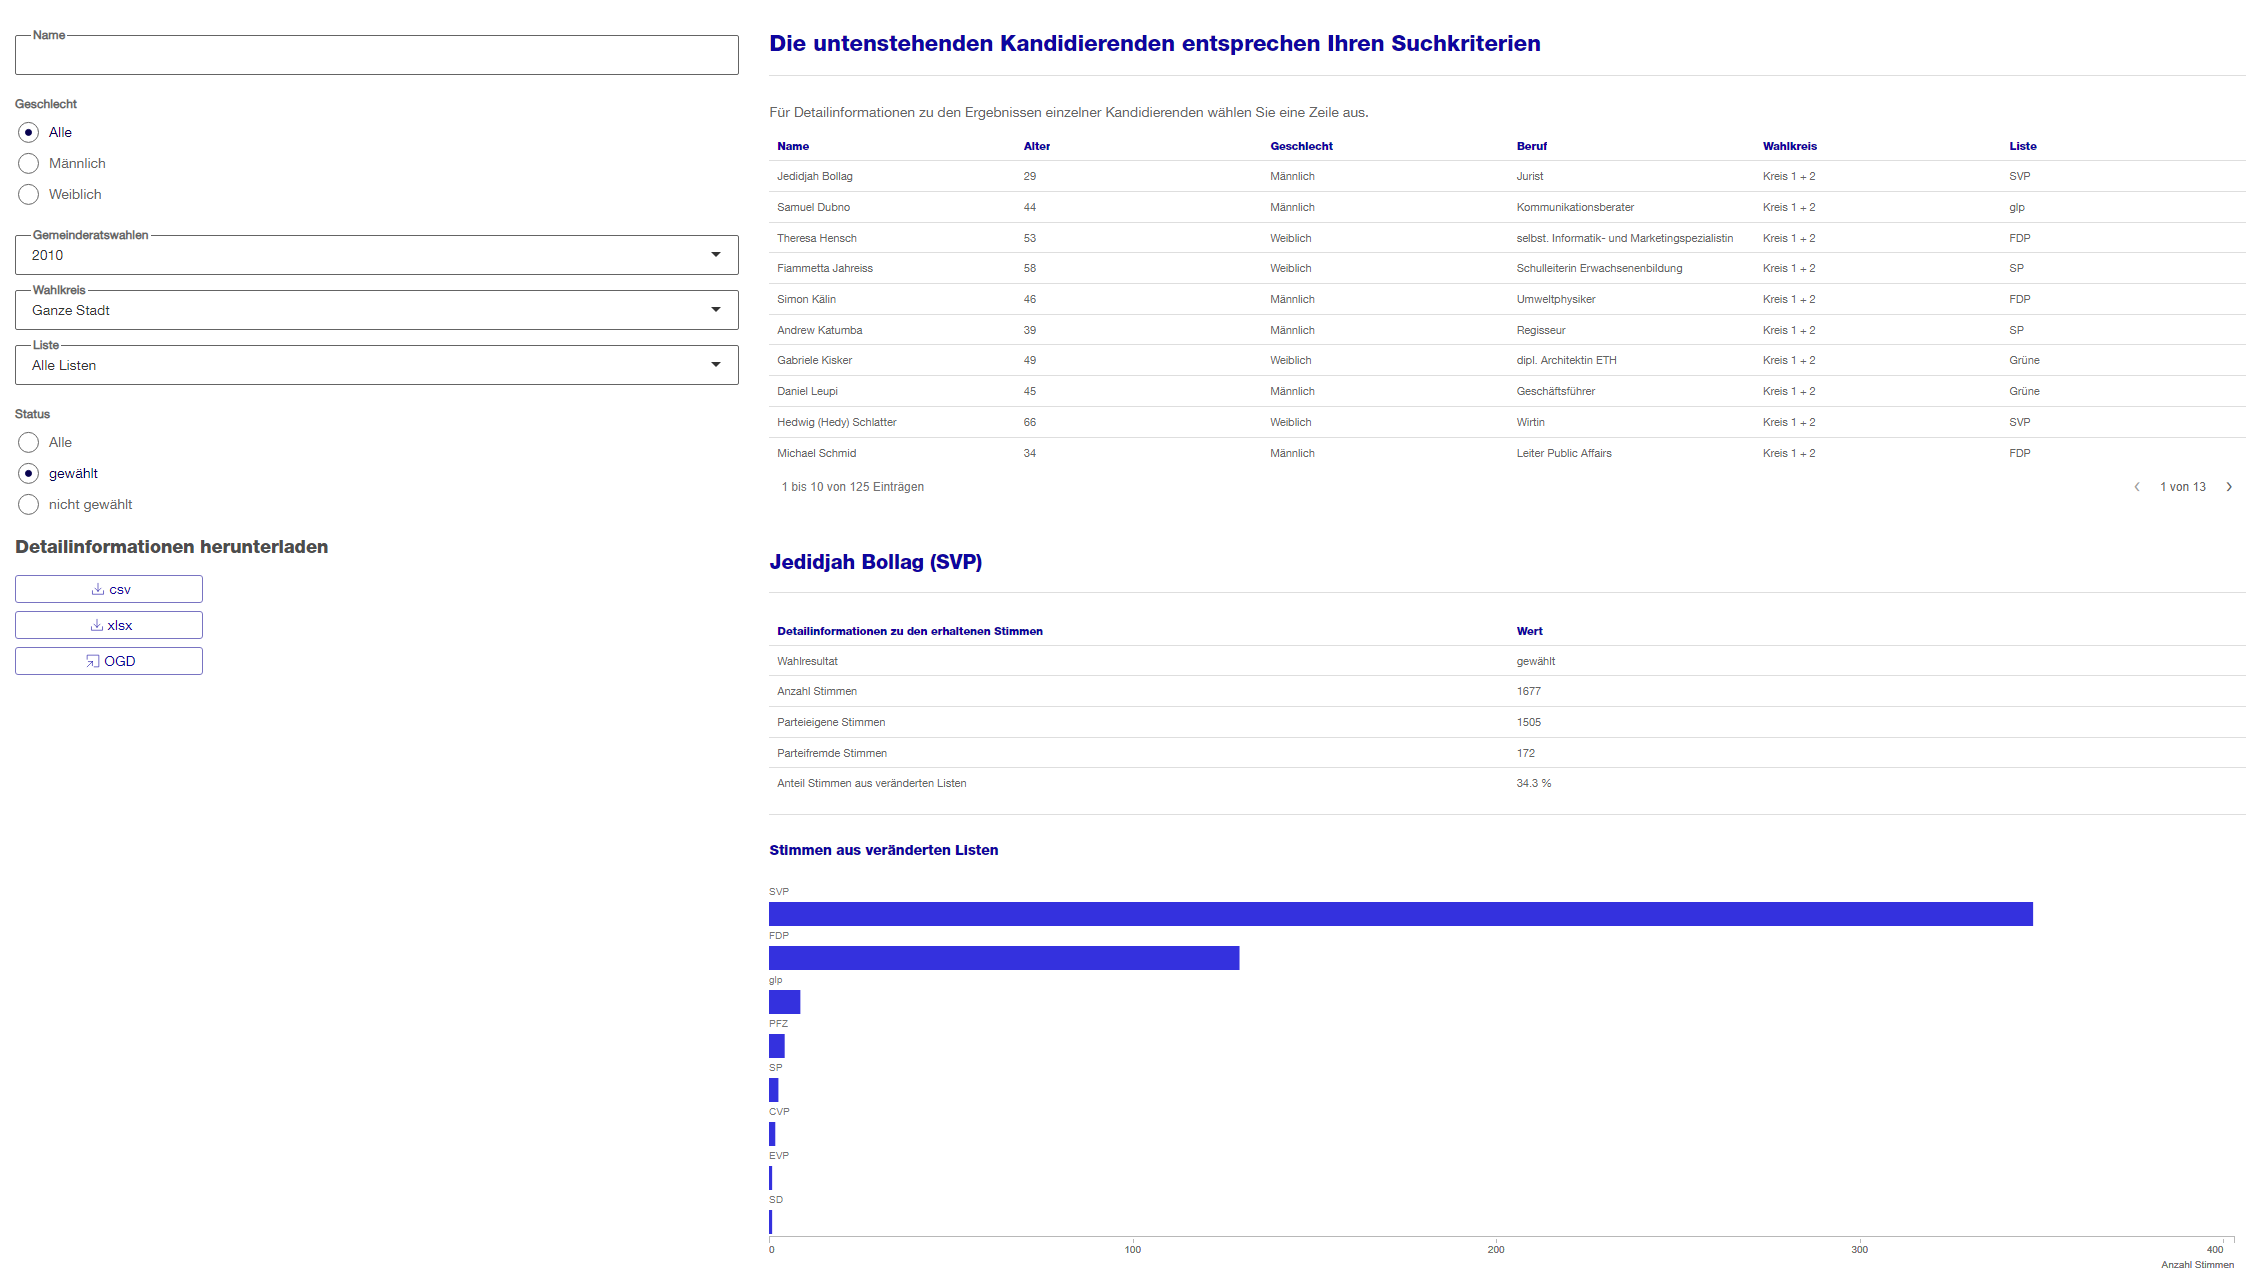 Name
Geschlecht
Alle
Männlich
Weiblich
Gemeinderatswahlen
2010
Wahlkreis
Ganze Stadt
Liste
Alle Listen
Status
Alle
gewählt
nicht gewählt
Detailinformationen herunterladen
csv
xlsx
OGD
Die untenstehenden Kandidierenden entsprechen Ihren Suchkriterien
Für Detailinformationen zu den Ergebnissen einzelner Kandidierenden wählen Sie eine Zeile aus.
Name Alter Geschlecht Beruf Wahlkreis Liste
Jedidjah Bollag 29 Männlich Jurist Kreis 1 + 2 SVP
Samuel Dubno 44 Männlich Kommunikationsberater Kreis 1 + 2 glp
Theresa Hensch 53 Weiblich selbst. Informatik- und Marketingspezialistin Kreis 1 + 2 FDP
Fiammetta Jahreiss 58 Weiblich Schulleiterin Erwachsenenbildung Kreis 1 + 2 SP
Simon Kälin 46 Männlich Umweltphysiker Kreis 1 + 2 FDP
Andrew Katumba 39 Männlich Regisseur Kreis 1 + 2 SP
Gabriele Kisker 49 Weiblich dipl. Architektin ETH Kreis 1 + 2 Grüne
Daniel Leupi 45 Männlich Geschäftsführer Kreis 1 + 2 Grüne
Hedwig (Hedy) Schlatter 66 Weiblich Wirtin Kreis 1 + 2 SVP
Michael Schmid 34 Männlich Leiter Public Affairs Kreis 1 + 2 FDP
1 bis 10 von 125 Einträgen 1 von 13
Jedidjah Bollag (SVP)
Detailinformationen zu den erhaltenen Stimmen Wert
Wahlresultat gewählt
Anzahl Stimmen 1677
Parteieigene Stimmen 1505
Parteifremde Stimmen 172
Anteil Stimmen aus veränderten Listen 34.3 %
Stimmen aus veränderten Listen
SVP
FDP
glp
PFZ
SP
CVP
EVP
SD
0 100 200 300 400
Anzahl Stimmen